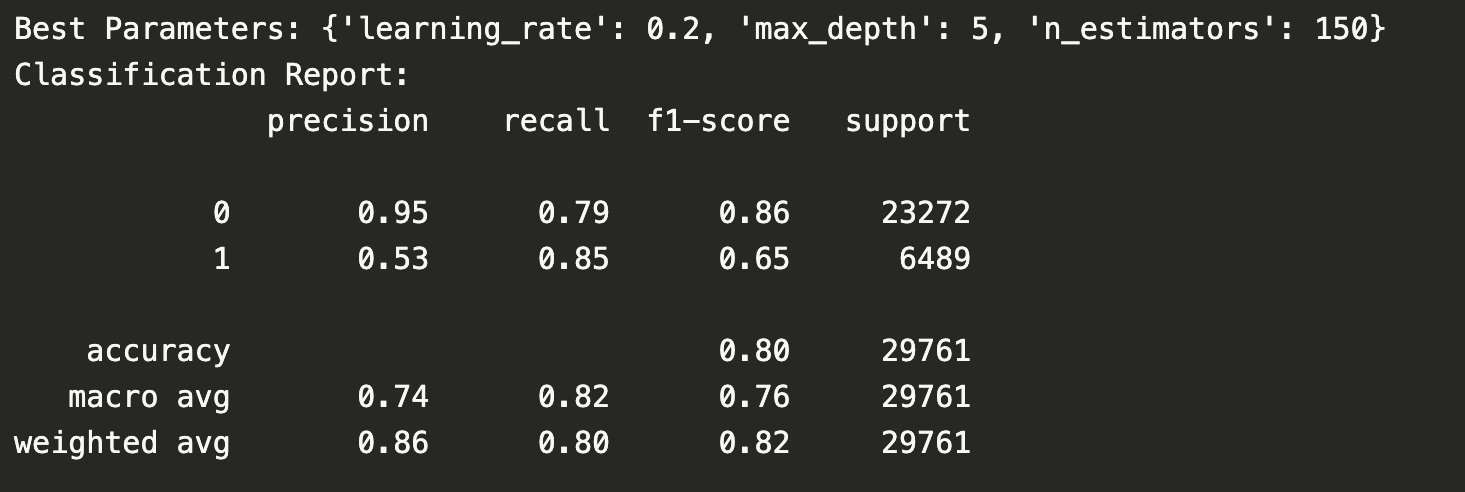 Best Parameters: {'learning_rate': 0.2, 'max_depth': 5, 'n_estimators': 150}
Classification Report:
precision recall f1-score support
0 0.95 0.79 0.86 23272
1 0.53 0.85 0.65 6489
accuracy 0.80 29761
macro avg 0.74 0.82 0.76 29761
weighted avg 0.86 0.80 0.82 29761